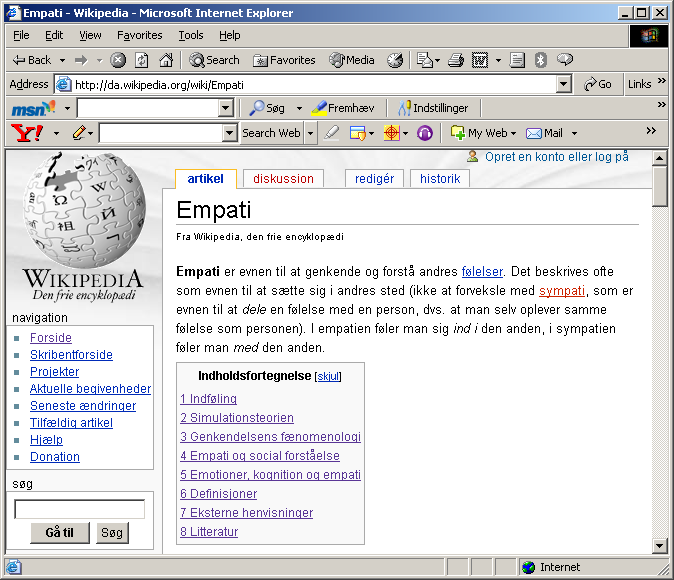 Empati - Wikipedia - Microsoft Internet Explorer
File Edit View Favorites Tools Help
Back Search Favorites Media
Address http://da.wikipedia.org/wiki/Empati Go Links »
msn Søg Fremhæv Indstillinger »
Y! Search Web My Web Mail »
Opret en konto eller log på
artikel diskussion redigér historik
Empati
Fra Wikipedia, den frie encyklopædi
Empati er evnen til at genkende og forstå andres følelser. Det beskrives ofte
som evnen til at sætte sig i andres sted (ikke at forveksle med sympati, som er
evnen til at dele en følelse med en person, dvs. at man selv oplever samme
følelse som personen). I empatien føler man sig ind i den anden, i sympatien
føler man med den anden.
Indholdsfortegnelse [skjul]
1 Indføling
2 Simulationsteorien
3 Genkendelsens fænomenologi
4 Empati og social forståelse
5 Emotioner, kognition og empati
6 Definisjoner
7 Eksterne henvisninger
8 Litteratur
WIKIPEDIA
Den frie encyklopædi
navigation
Forside
Skribentforside
Projekter
Aktuelle begivenheder
Seneste ændringer
Tilfældig artikel
Hjælp
Donation
søg
Gå til Søg
Internet